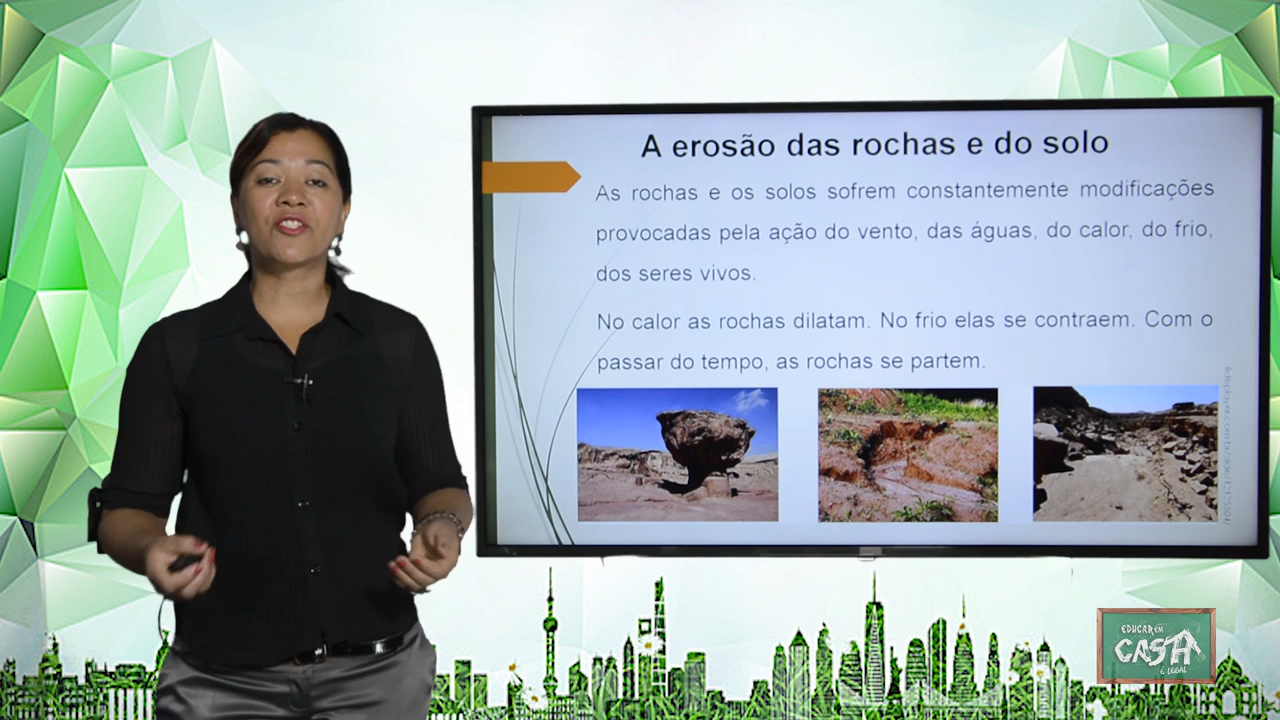 A erosão das rochas e do solo
As rochas e os solos sofrem constantemente modificações
provocadas pela ação do vento, das águas, do calor, do frio,
dos seres vivos.
No calor as rochas dilatam. No frio elas se contraem. Com o
passar do tempo, as rochas se partem.
EDUCAR EM
CASA
É LEGAL